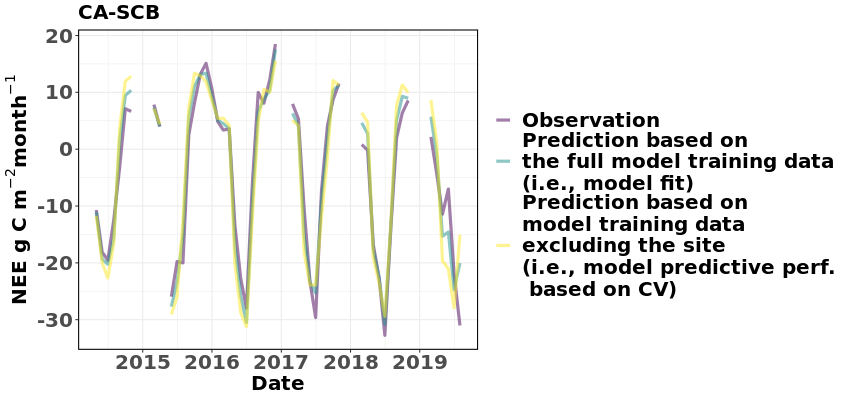 CA-SCB
20
10
0
-10
-20
-30
NEE g C m⁻²month⁻¹
2015 2016 2017 2018 2019
Date
Observation
Prediction based on
the full model training data
(i.e., model fit)
Prediction based on
model training data
excluding the site
(i.e., model predictive perf.
based on CV)